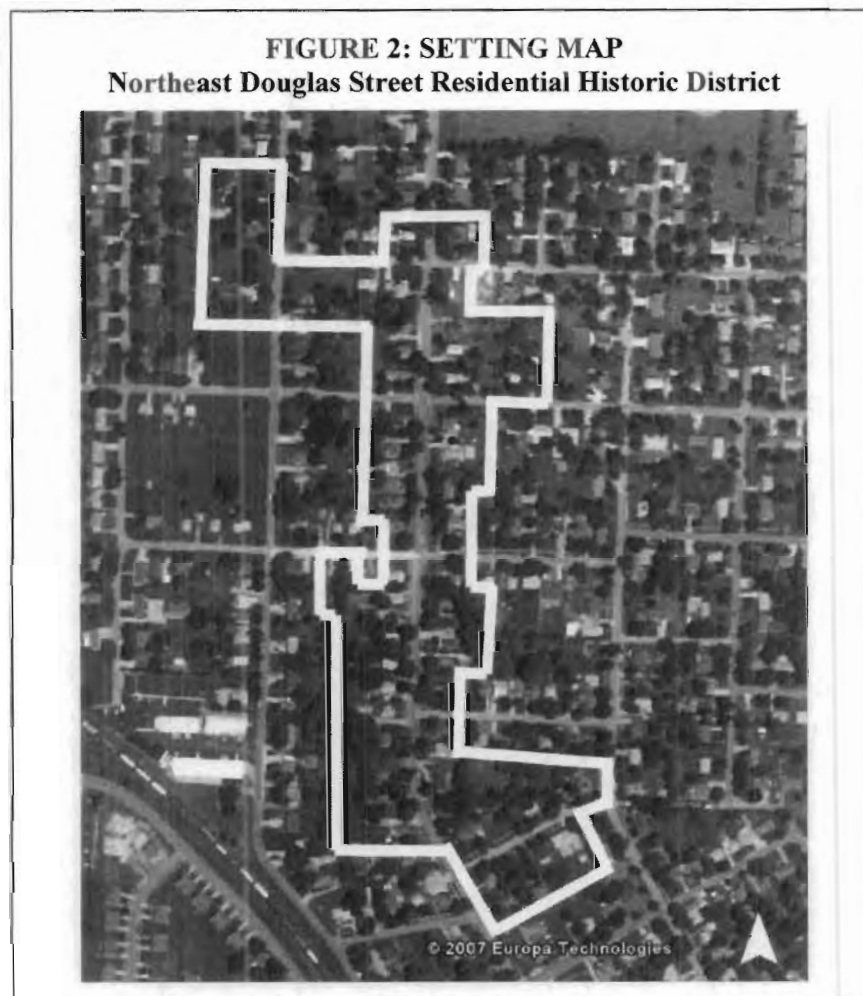 FIGURE 2: SETTING MAP
Northeast Douglas Street Residential Historic District
© 2007 Europa Technologies